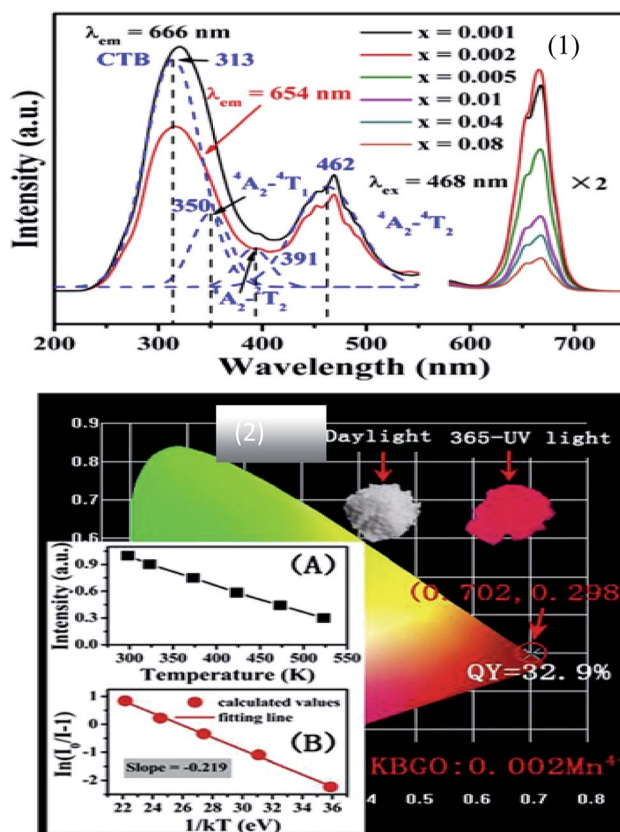 λem = 666 nm
CTB
313
λem = 654 nm
⁴A₂-⁴T₁
350
391
A₂-²T₂
462
⁴A₂-⁴T₂
x = 0.001
x = 0.002
x = 0.005
x = 0.01
x = 0.04
x = 0.08
(1)
λex = 468 nm
×2
Intensity (a.u.)
200 300 400 500 600 700
Wavelength (nm)
(2)
Daylight 365-UV light
0.9
0.8
0.7
0.6
(0.702, 0.298
QY=32.9%
KBGO:0.002Mn⁴
4 0.5 0.6 0.7 0.8
(A)
Intensity (a.u.)
0.9
0.6
0.3
0.0
300 350 400 450 500 550
Temperature (K)
calculated values
fitting line
(B)
Slope = -0.219
ln(I₀/I-1)
1
0
-1
-2
22 24 26 28 30 32 34 36
1/kT (eV)